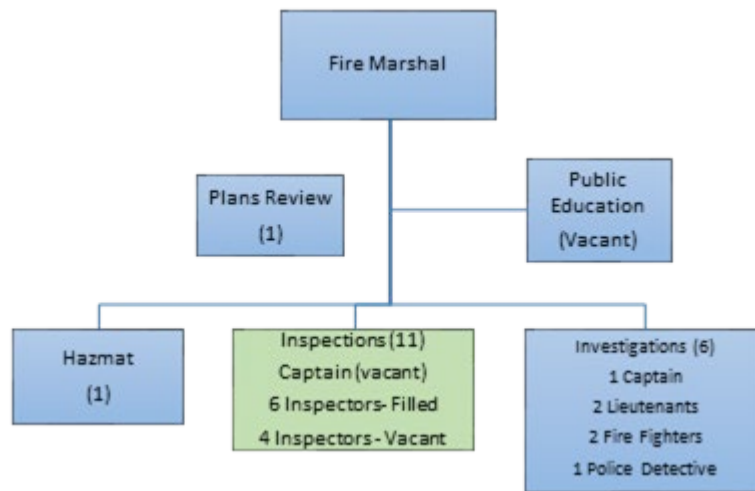 Fire Marshal
Plans Review
(1)
Public
Education
(Vacant)
Hazmat
(1)
Inspections (11)
Captain (vacant)
6 Inspectors- Filled
4 Inspectors - Vacant
Investigations (6)
1 Captain
2 Lieutenants
2 Fire Fighters
1 Police Detective